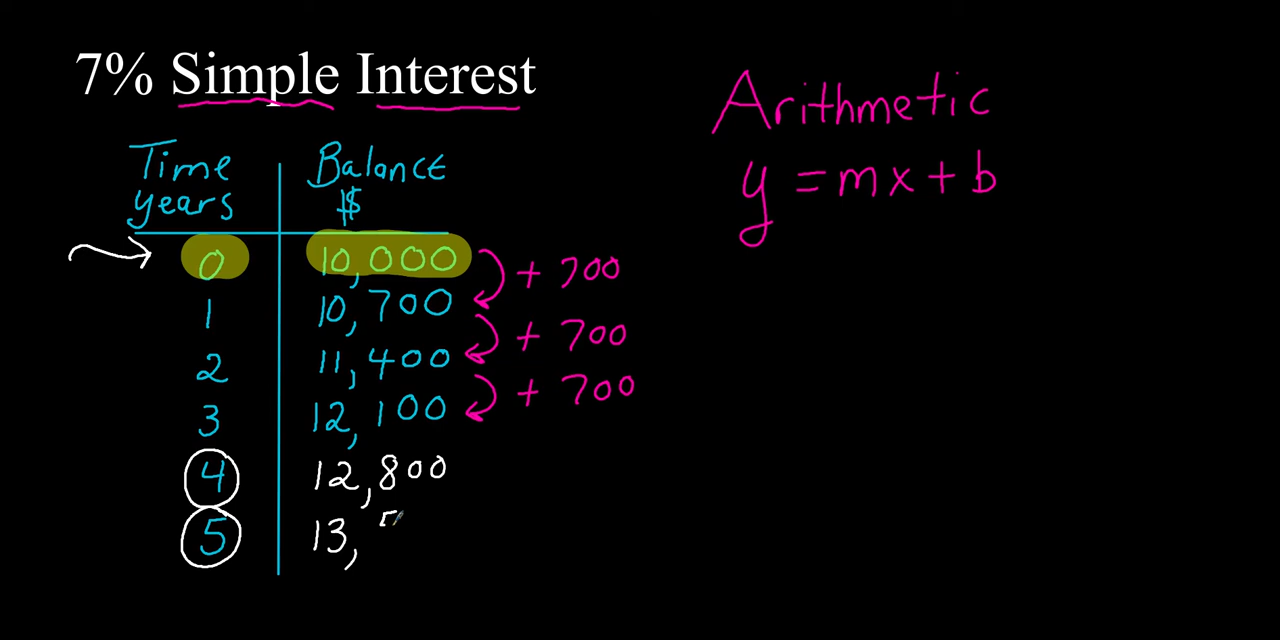 7% Simple Interest
Arithmetic
y = mx + b
Time years Balance $
0 10,000 + 700
1 10,700 + 700
2 11,400 + 700
3 12,100
4 12,800
5 13,